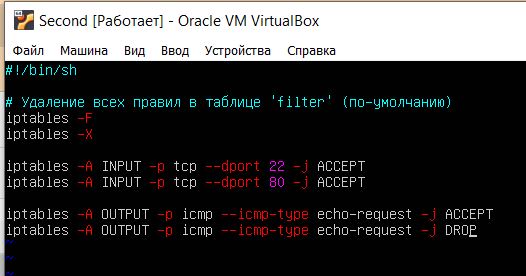 Second [Работает] - Oracle VM VirtualBox
Файл Машина Вид Ввод Устройства Справка
#!/bin/sh
# Удаление всех правил в таблице 'filter' (по-умолчанию)
iptables -F
iptables -X
iptables -A INPUT -p tcp --dport 22 -j ACCEPT
iptables -A INPUT -p tcp --dport 80 -j ACCEPT
iptables -A OUTPUT -p icmp --icmp-type echo-request -j ACCEPT
iptables -A OUTPUT -p icmp --icmp-type echo-request -j DROP
~
~